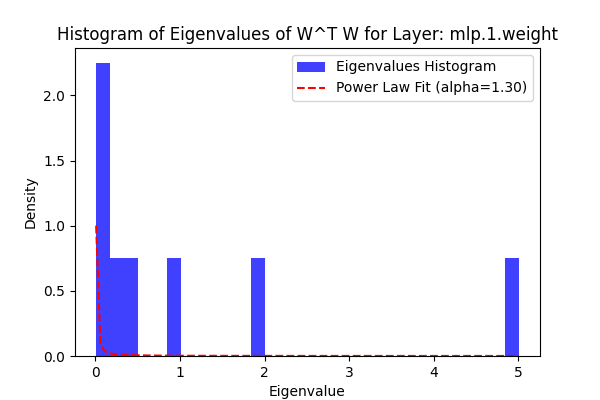 Histogram of Eigenvalues of W^T W for Layer: mlp.1.weight
Eigenvalues Histogram
Power Law Fit (alpha=1.30)
Density
2.0
1.5
1.0
0.5
0.0
0 1 2 3 4 5
Eigenvalue